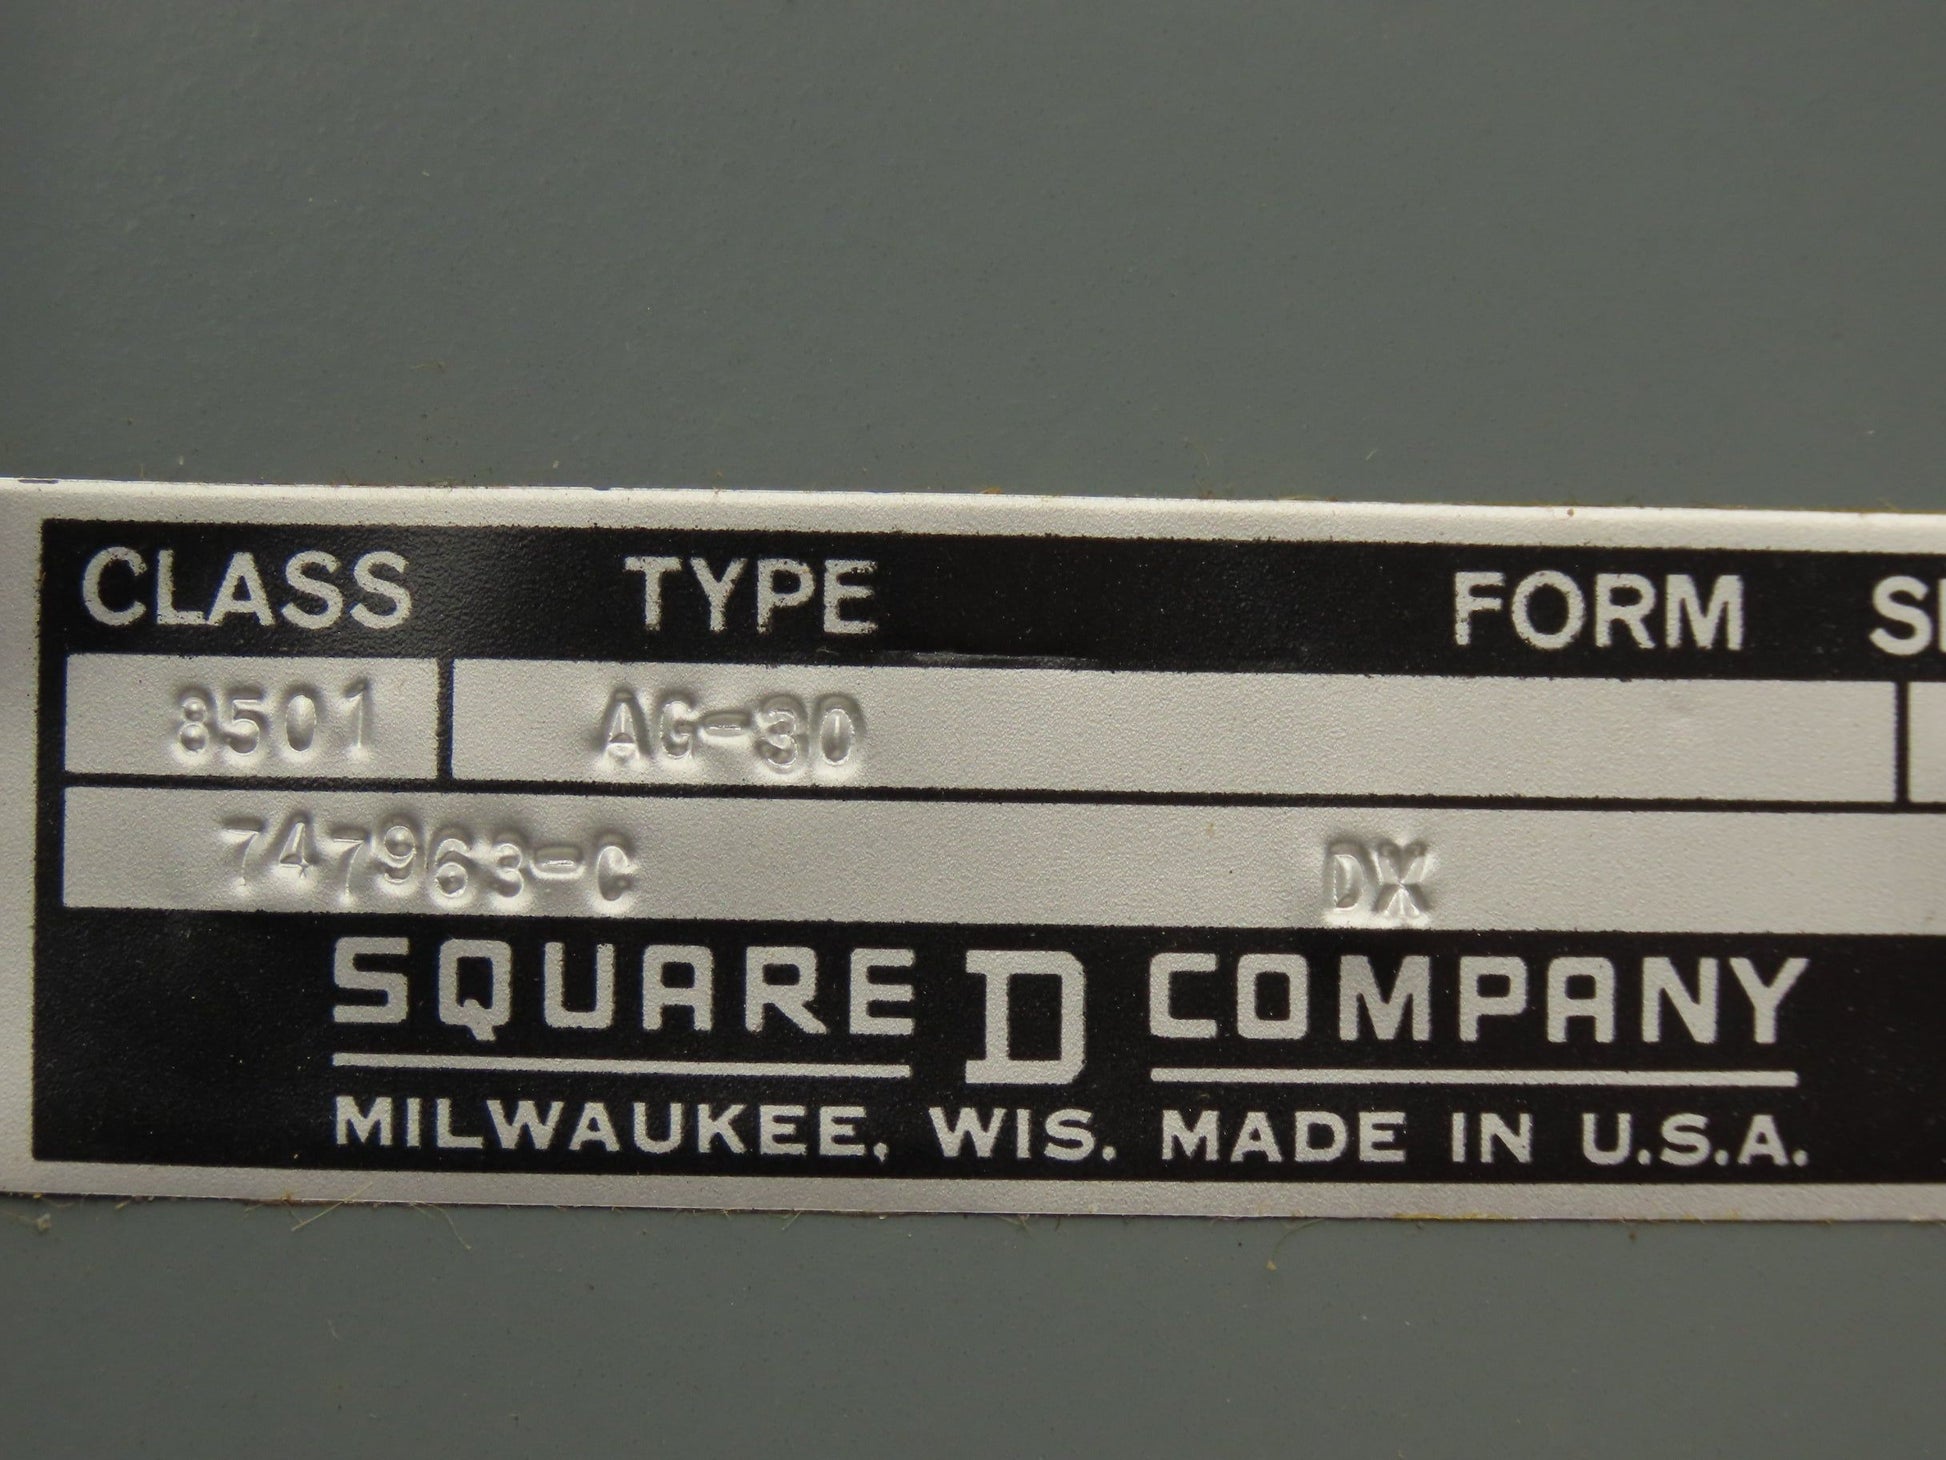 CLASS TYPE FORM
8501 AG-30
747963-C DX
SQUARE D COMPANY
MILWAUKEE, WIS. MADE IN U.S.A.